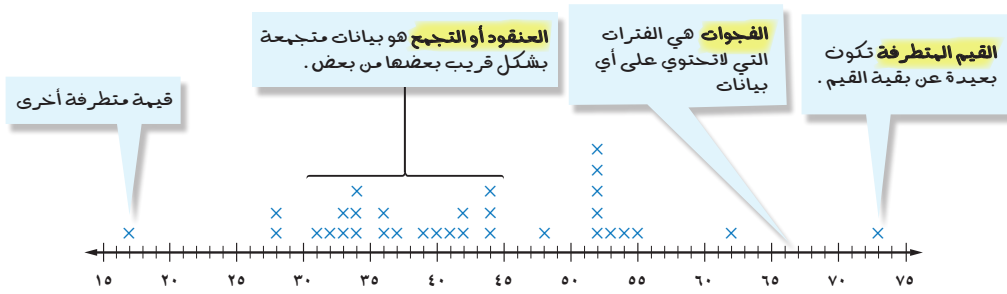 القيم المتطرفة تكون
بعيدة عن بقية القيم .
الفجوات هي الفترات
التي لاتحتوي على أي
بيانات
العنقود أو التجمع هو بيانات متجمعة
بشكل قريب بعضها من بعض .
قيمة متطرفة أخرى
١٥ ٢٠ ٢٥ ٣٠ ٣٥ ٤٠ ٤٥ ٥٠ ٥٥ ٦٠ ٦٥ ٧٠ ٧٥